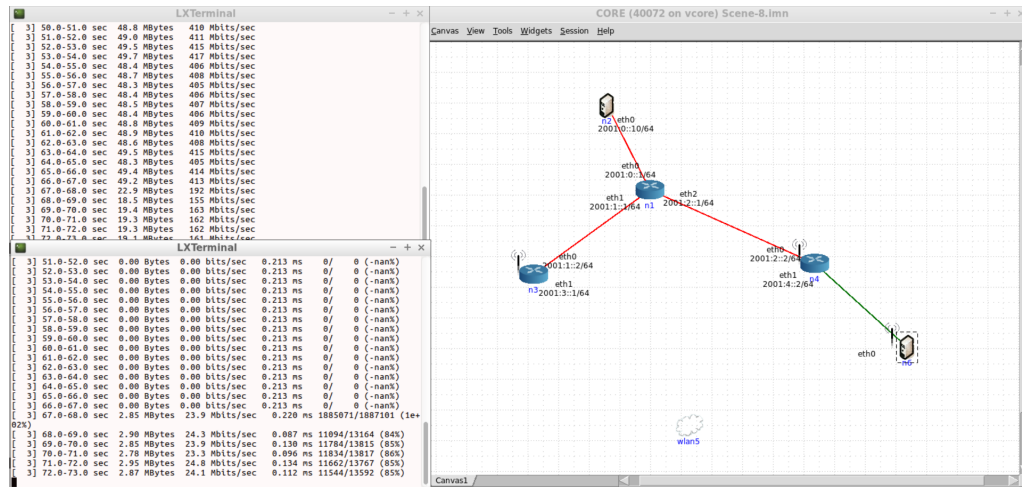 LXTerminal
[ 3] 50.0-51.0 sec 48.8 MBytes 410 Mbits/sec
[ 3] 51.0-52.0 sec 49.0 MBytes 411 Mbits/sec
[ 3] 52.0-53.0 sec 49.5 MBytes 415 Mbits/sec
[ 3] 53.0-54.0 sec 49.7 MBytes 417 Mbits/sec
[ 3] 54.0-55.0 sec 48.4 MBytes 406 Mbits/sec
[ 3] 55.0-56.0 sec 48.7 MBytes 408 Mbits/sec
[ 3] 56.0-57.0 sec 48.3 MBytes 405 Mbits/sec
[ 3] 57.0-58.0 sec 48.4 MBytes 406 Mbits/sec
[ 3] 58.0-59.0 sec 48.5 MBytes 407 Mbits/sec
[ 3] 59.0-60.0 sec 48.4 MBytes 406 Mbits/sec
[ 3] 60.0-61.0 sec 48.8 MBytes 409 Mbits/sec
[ 3] 61.0-62.0 sec 48.9 MBytes 410 Mbits/sec
[ 3] 62.0-63.0 sec 48.6 MBytes 408 Mbits/sec
[ 3] 63.0-64.0 sec 49.5 MBytes 415 Mbits/sec
[ 3] 64.0-65.0 sec 48.3 MBytes 405 Mbits/sec
[ 3] 65.0-66.0 sec 49.4 MBytes 414 Mbits/sec
[ 3] 66.0-67.0 sec 49.2 MBytes 413 Mbits/sec
[ 3] 67.0-68.0 sec 22.9 MBytes 192 Mbits/sec
[ 3] 68.0-69.0 sec 18.5 MBytes 155 Mbits/sec
[ 3] 69.0-70.0 sec 19.4 MBytes 163 Mbits/sec
[ 3] 70.0-71.0 sec 19.3 MBytes 162 Mbits/sec
[ 3] 71.0-72.0 sec 19.3 MBytes 162 Mbits/sec
[ 3] 72.0-73.0 sec 19.1 MBytes 161 Mbits/sec
LXTerminal
[ 3] 51.0-52.0 sec 0.00 Bytes 0.00 bits/sec 0.213 ms 0/ 0 (-nan%)
[ 3] 52.0-53.0 sec 0.00 Bytes 0.00 bits/sec 0.213 ms 0/ 0 (-nan%)
[ 3] 53.0-54.0 sec 0.00 Bytes 0.00 bits/sec 0.213 ms 0/ 0 (-nan%)
[ 3] 54.0-55.0 sec 0.00 Bytes 0.00 bits/sec 0.213 ms 0/ 0 (-nan%)
[ 3] 55.0-56.0 sec 0.00 Bytes 0.00 bits/sec 0.213 ms 0/ 0 (-nan%)
[ 3] 56.0-57.0 sec 0.00 Bytes 0.00 bits/sec 0.213 ms 0/ 0 (-nan%)
[ 3] 57.0-58.0 sec 0.00 Bytes 0.00 bits/sec 0.213 ms 0/ 0 (-nan%)
[ 3] 58.0-59.0 sec 0.00 Bytes 0.00 bits/sec 0.213 ms 0/ 0 (-nan%)
[ 3] 59.0-60.0 sec 0.00 Bytes 0.00 bits/sec 0.213 ms 0/ 0 (-nan%)
[ 3] 60.0-61.0 sec 0.00 Bytes 0.00 bits/sec 0.213 ms 0/ 0 (-nan%)
[ 3] 61.0-62.0 sec 0.00 Bytes 0.00 bits/sec 0.213 ms 0/ 0 (-nan%)
[ 3] 62.0-63.0 sec 0.00 Bytes 0.00 bits/sec 0.213 ms 0/ 0 (-nan%)
[ 3] 63.0-64.0 sec 0.00 Bytes 0.00 bits/sec 0.213 ms 0/ 0 (-nan%)
[ 3] 64.0-65.0 sec 0.00 Bytes 0.00 bits/sec 0.213 ms 0/ 0 (-nan%)
[ 3] 65.0-66.0 sec 0.00 Bytes 0.00 bits/sec 0.213 ms 0/ 0 (-nan%)
[ 3] 66.0-67.0 sec 0.00 Bytes 0.00 bits/sec 0.213 ms 0/ 0 (-nan%)
[ 3] 67.0-68.0 sec 2.85 MBytes 23.9 Mbits/sec 0.220 ms 1885071/1887101 (1e+
02%)
[ 3] 68.0-69.0 sec 2.90 MBytes 24.3 Mbits/sec 0.087 ms 11094/13164 (84%)
[ 3] 69.0-70.0 sec 2.85 MBytes 23.9 Mbits/sec 0.130 ms 11784/13815 (85%)
[ 3] 70.0-71.0 sec 2.78 MBytes 23.3 Mbits/sec 0.096 ms 11834/13817 (86%)
[ 3] 71.0-72.0 sec 2.95 MBytes 24.8 Mbits/sec 0.134 ms 11662/13767 (85%)
[ 3] 72.0-73.0 sec 2.87 MBytes 24.1 Mbits/sec 0.112 ms 11544/13592 (85%)
CORE (40072 on vcore) Scene-8.imn
Canvas View Tools Widgets Session Help
n2 eth0
2001:0::10/64
eth0
2001:0::1/64
eth1
2001:1::1/64
n1
eth2
2001:2::1/64
eth0
2001:1::2/64
n3
eth1
2001:3::1/64
eth0
2001:2::2/64
n4
eth1
2001:4::2/64
eth0
n6
wlan5
Canvas1